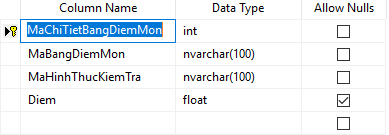 Column Name Data Type Allow Nulls
MaChiTietBangDiemMon int
MaBangDiemMon nvarchar(100)
MaHinhThucKiemTra nvarchar(100)
Diem float